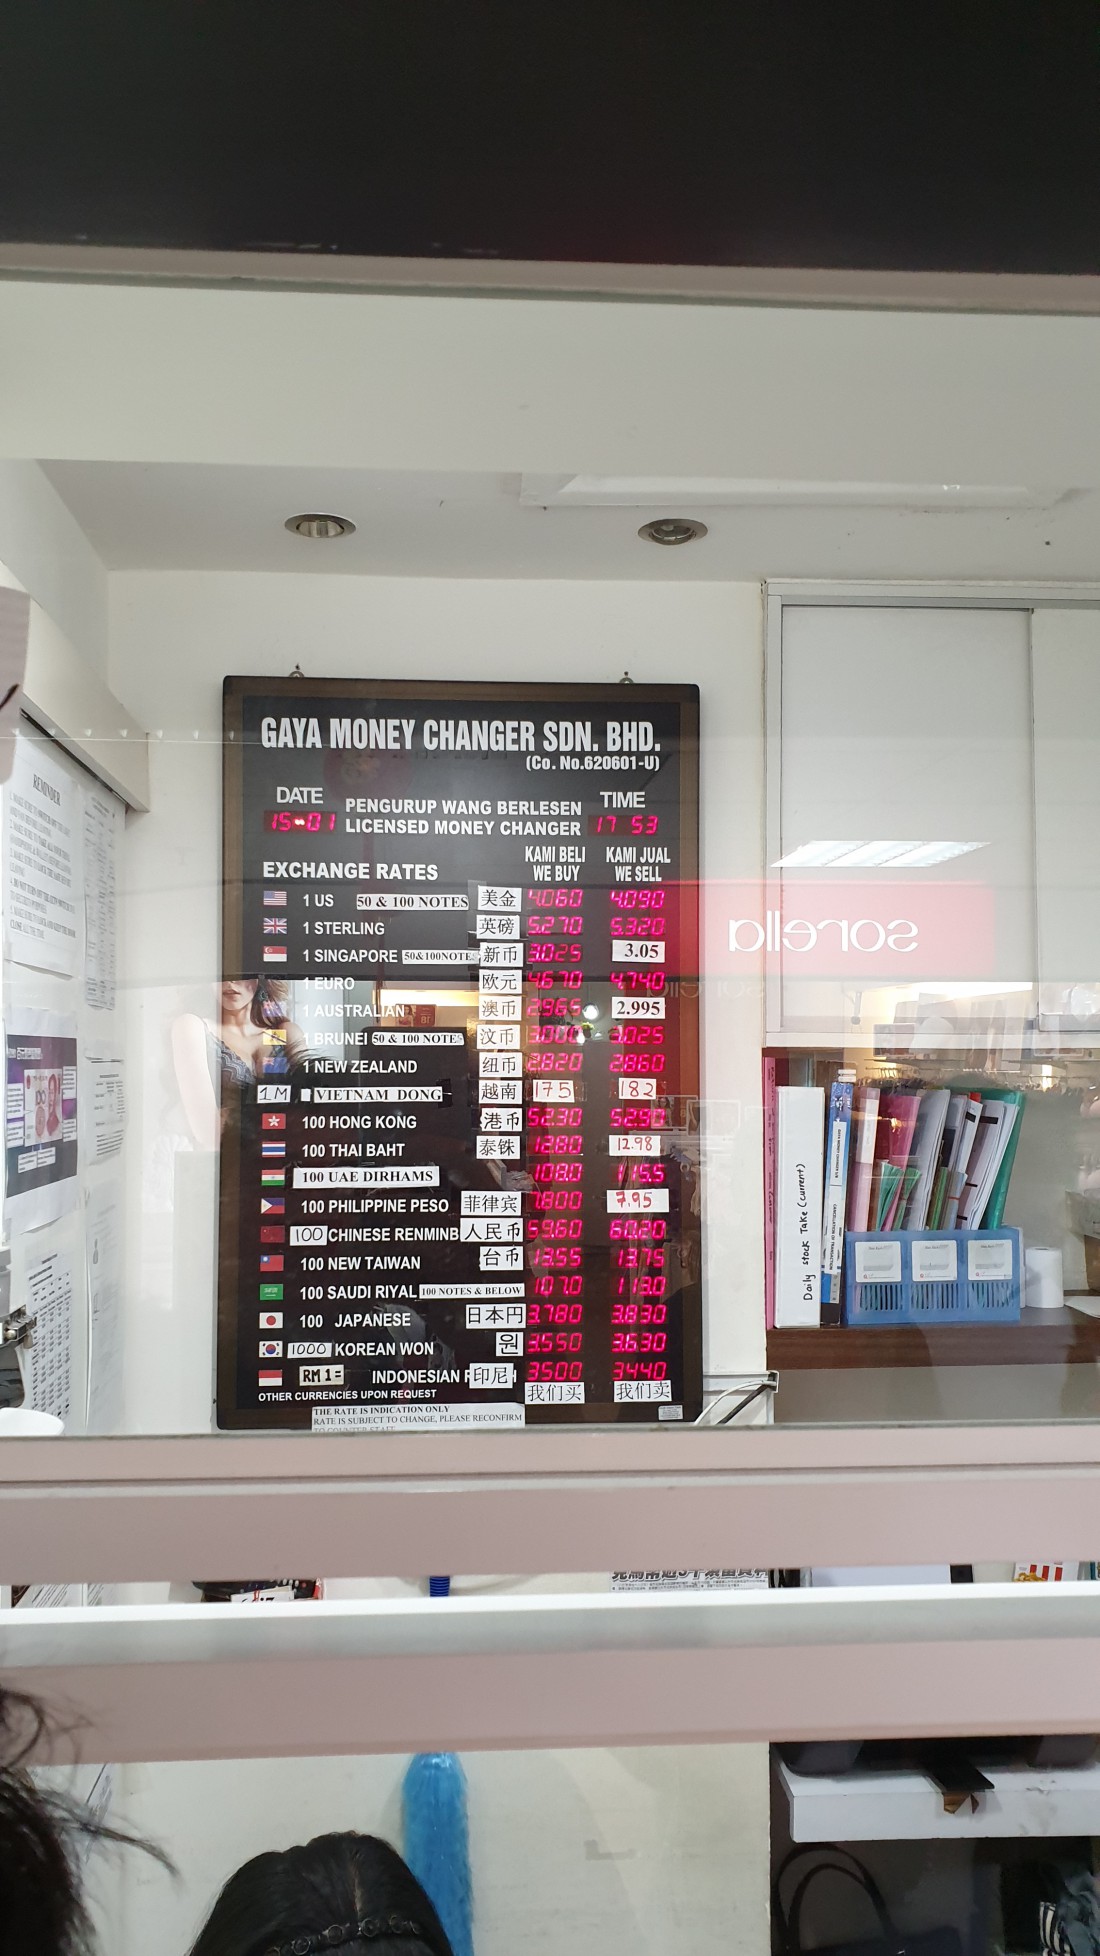 GAYA MONEY CHANGER SDN. BHD.
(Co. No.620601-U)
DATE PENGURUP WANG BERLESEN TIME
15-01 LICENSED MONEY CHANGER 17 53
EXCHANGE RATES KAMI BELI WE BUY KAMI JUAL WE SELL
1 US 50 & 100 NOTES 美金 4.060 4.090
1 STERLING 英磅 5.270 5.320
1 SINGAPORE 50&100NOTES 新币 3.025 3.05
1 EURO 欧元 4.670 4.740
1 AUSTRALIAN 澳币 2.965 2.995
1 BRUNEI 50 & 100 NOTES 汶币 3.000 3.025
1 NEW ZEALAND 纽币 2.820 2.860
1M VIETNAM DONG 越南 175 182
100 HONG KONG 港币 52.30 52.90
100 THAI BAHT 泰铢 12.80 12.98
100 UAE DIRHAMS 108.0 115.5
100 PHILIPPINE PESO 菲律宾 7.800 7.95
100 CHINESE RENMINB 人民币 59.60 60.20
100 NEW TAIWAN 台币 13.55 13.75
100 SAUDI RIYAL 100 NOTES & BELOW 107.0 113.0
100 JAPANESE 日本円 3.780 3.830
1000 KOREAN WON 원 3.550 3.630
RM 1= INDONESIAN 印尼 3500 3440
OTHER CURRENCIES UPON REQUEST 我们买 我们卖
THE RATE IS INDICATION ONLY
RATE IS SUBJECT TO CHANGE, PLEASE RECONFIRM
TO COUNTER STAFF
REMINDER
sorella
Daily stock Take (current)